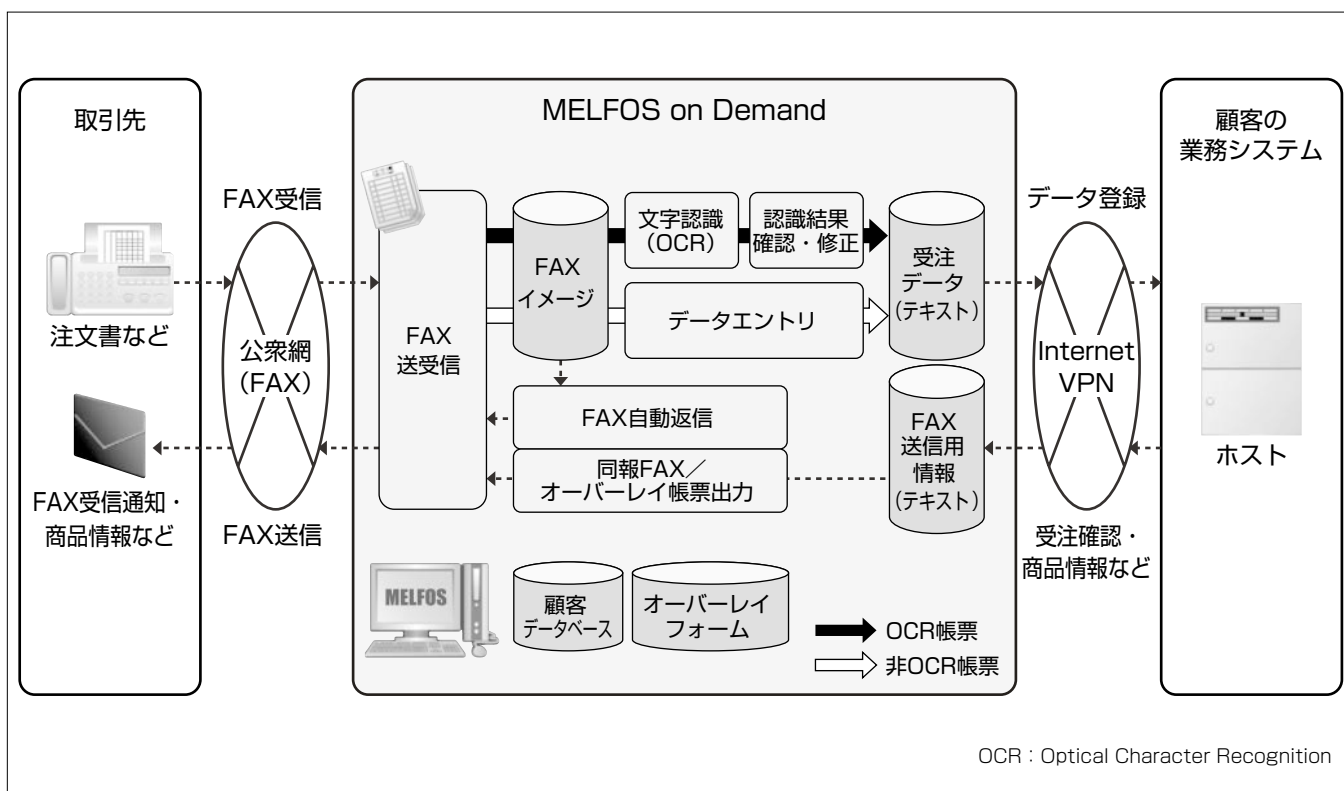 取引先
注文書など
FAX受信通知・
商品情報など
FAX受信
公衆網
(FAX)
FAX送信
MELFOS on Demand
FAX
送受信
FAX
イメージ
文字認識
(OCR)
認識結果
確認・修正
データエントリ
受注
データ
(テキスト)
FAX自動返信
同報FAX／
オーバーレイ帳票出力
FAX
送信用
情報
(テキスト)
MELFOS
顧客
データベース
オーバーレイ
フォーム
OCR帳票
非OCR帳票
データ登録
Internet
VPN
受注確認・
商品情報など
顧客の
業務システム
ホスト
OCR：Optical Character Recognition